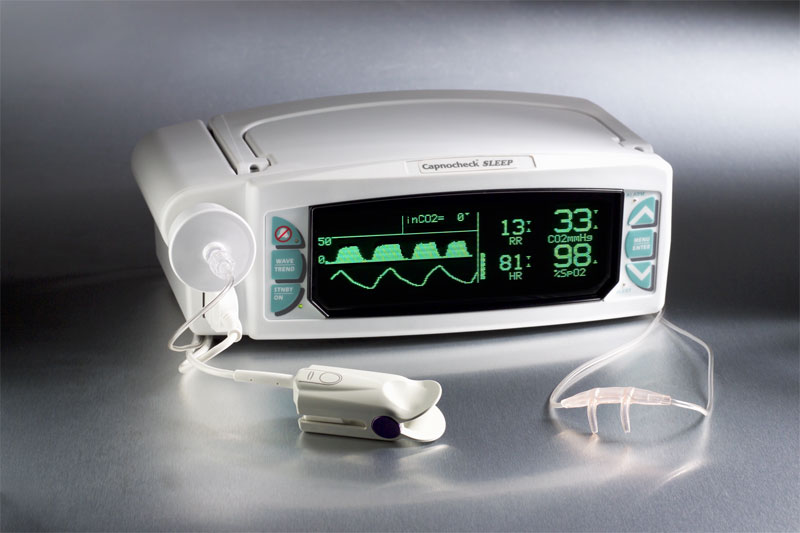 Capnocheck® SLEEP
inCO2= 0
50
0
13
RR
33
CO2mmHg
81
HR
98
%SpO2
WAVE
TREND
STNBY
ON
MENU
ENTER